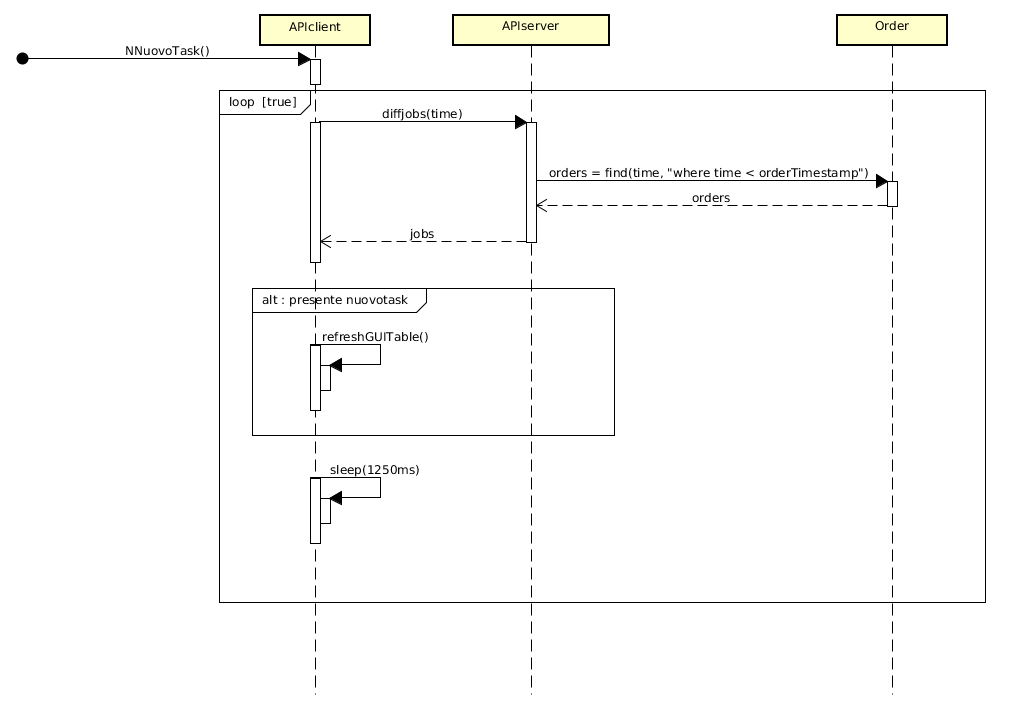 APIclient
APIserver
Order
NNuovoTask()
loop [true]
diffjobs(time)
orders = find(time, "where time < orderTimestamp")
orders
jobs
alt : presente nuovotask
refreshGUITable()
sleep(1250ms)